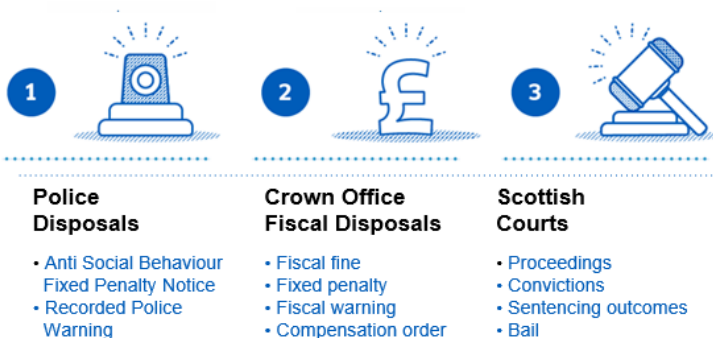 1
2
3
£
Police
Disposals
• Anti Social Behaviour
Fixed Penalty Notice
• Recorded Police
Warning
Crown Office
Fiscal Disposals
• Fiscal fine
• Fixed penalty
• Fiscal warning
• Compensation order
Scottish
Courts
• Proceedings
• Convictions
• Sentencing outcomes
• Bail